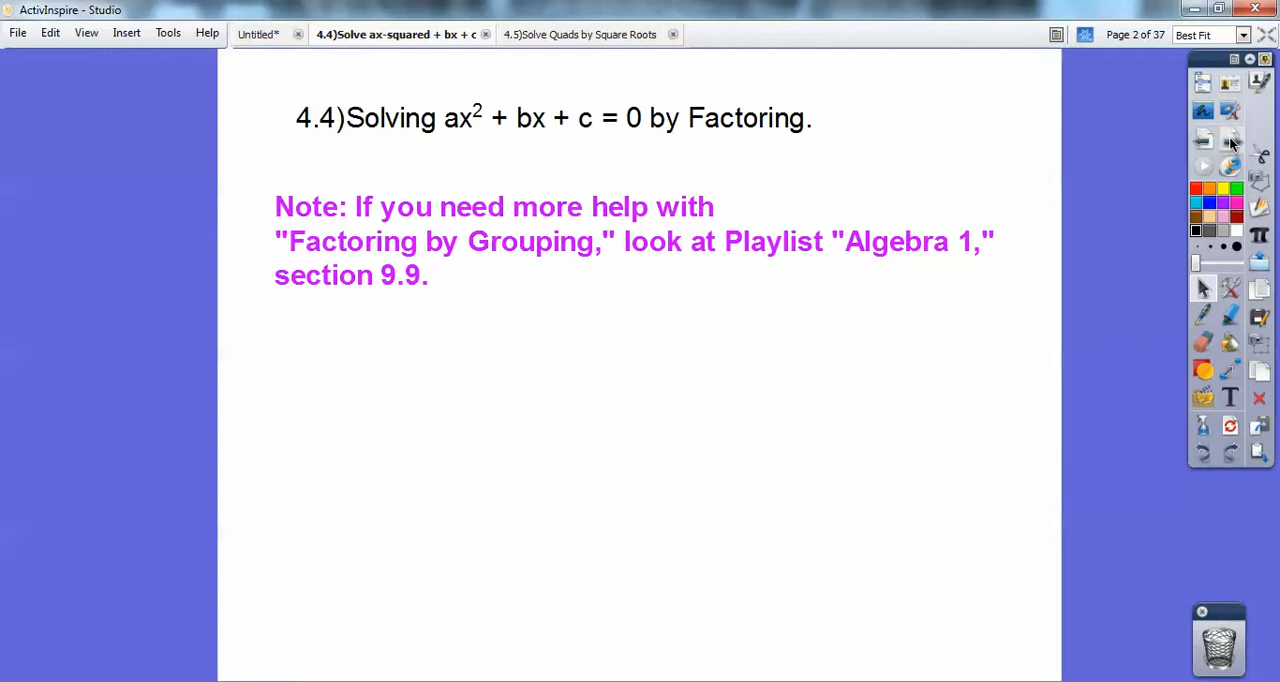 ActivInspire - Studio
File Edit View Insert Tools Help
Untitled* 4.4)Solve ax-squared + bx + c 4.5)Solve Quads by Square Roots
Page 2 of 37 Best Fit
4.4)Solving ax² + bx + c = 0 by Factoring.
Note: If you need more help with
"Factoring by Grouping," look at Playlist "Algebra 1,"
section 9.9.